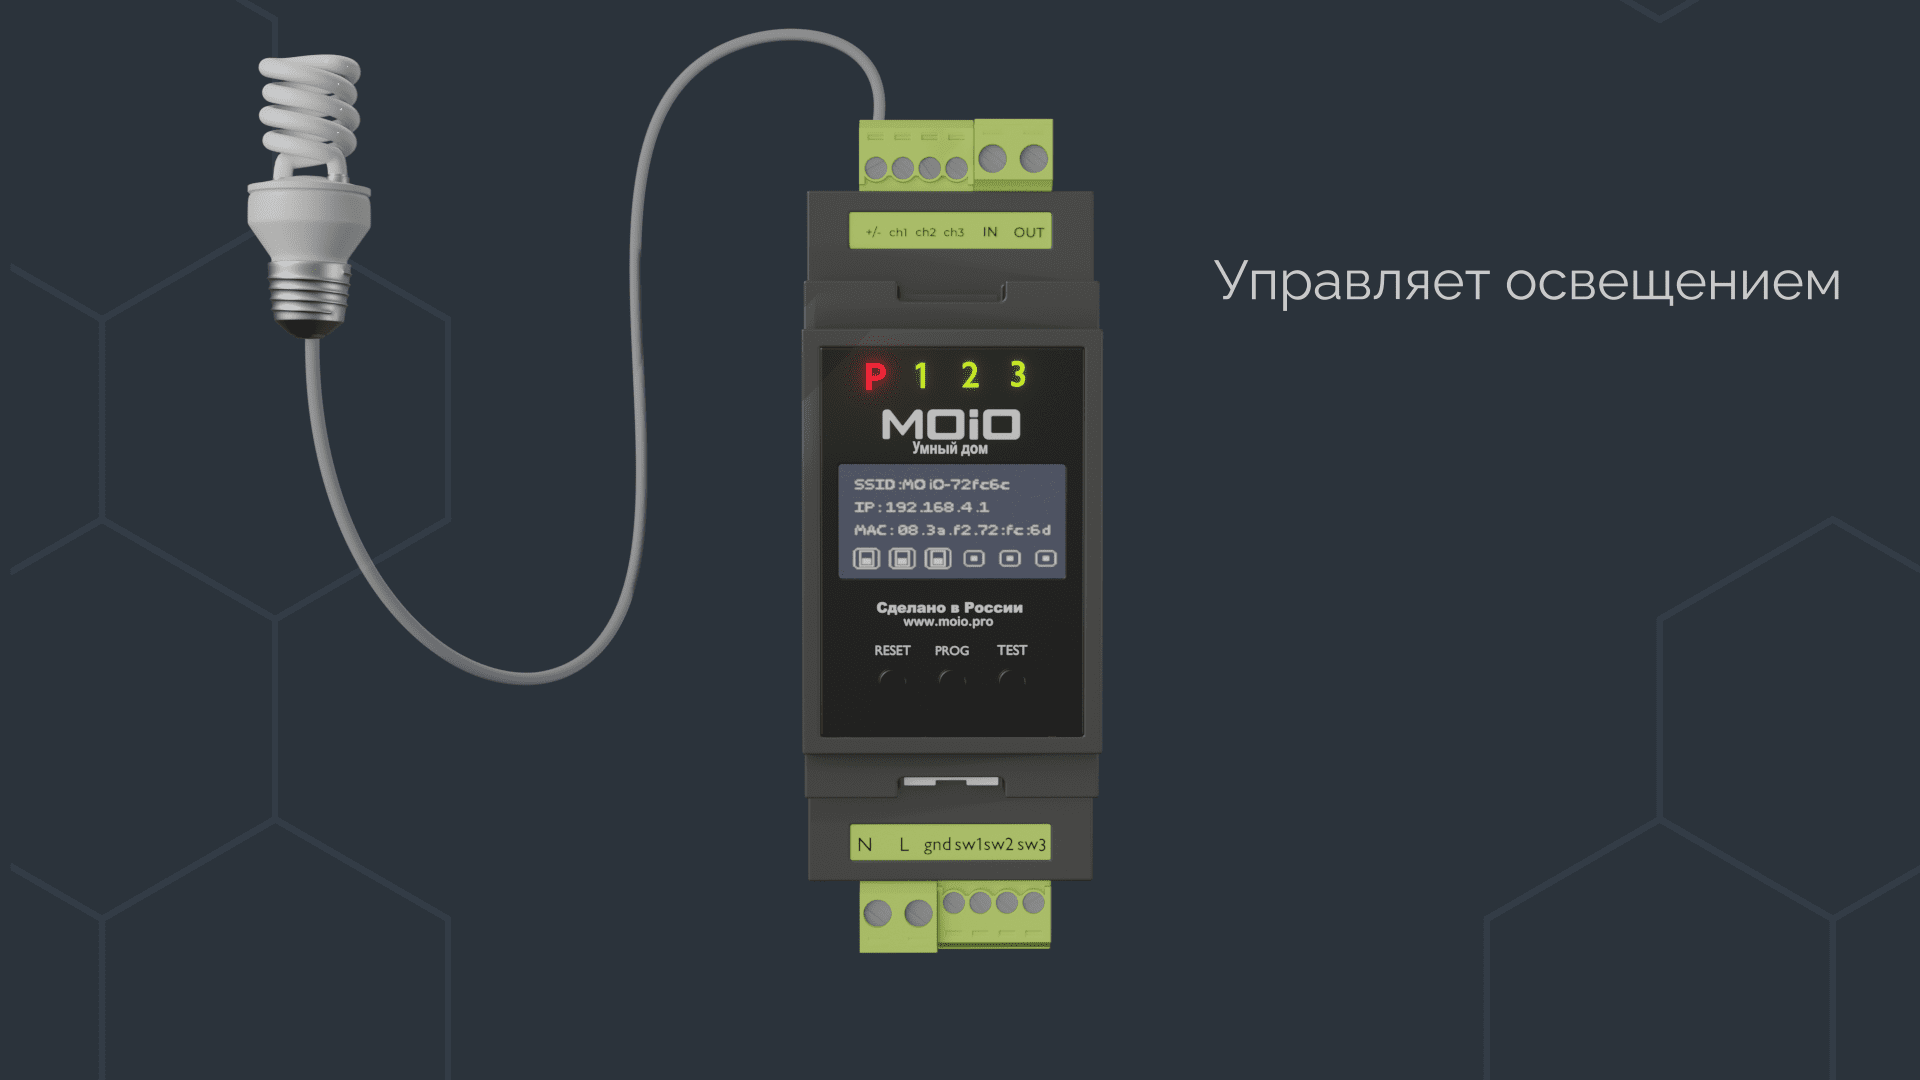 +/- ch1 ch2 ch3 IN OUT
Управляет освещением
P 1 2 3
MOiO
Умный дом
SSID:MOiO-72fc6c
IP:192.168.4.1
MAC:08.3a.f2.72:fc:6d
Сделано в России
www.moio.pro
RESET PROG TEST
N L gnd sw1 sw2 sw3